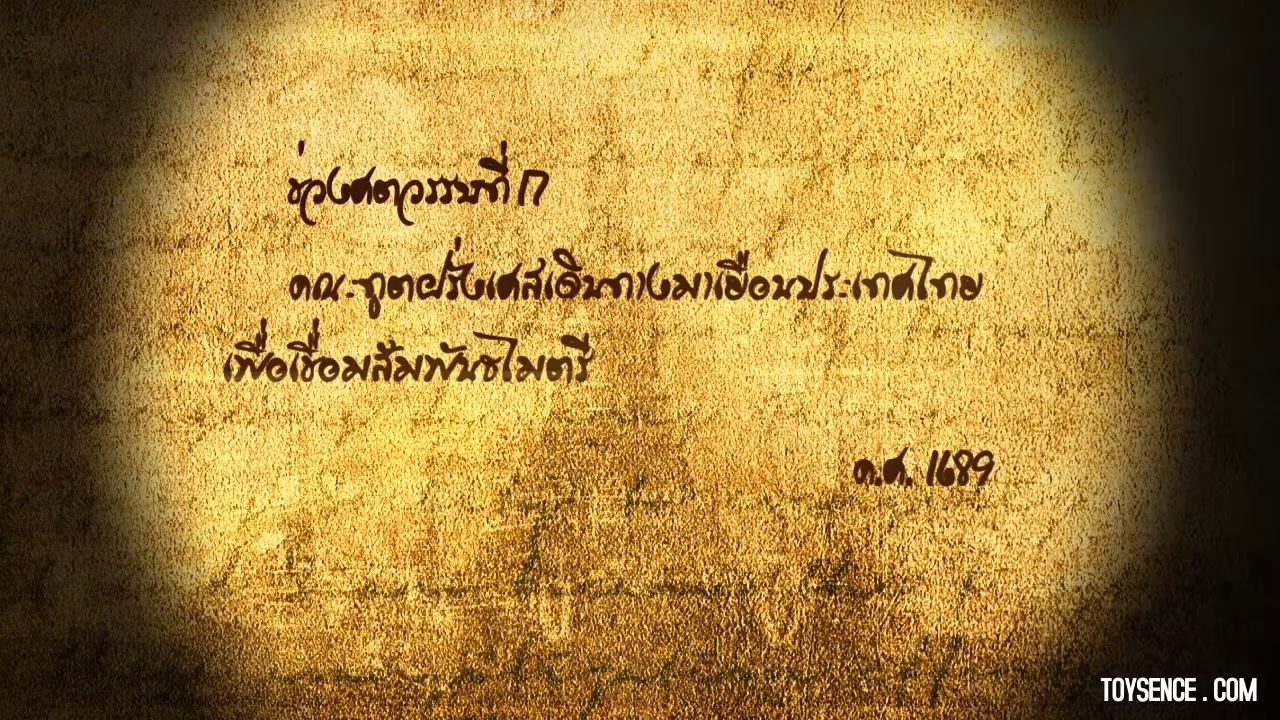 ช่วงศตวรรษที่ 17
คณะฑูตฝรั่งเศสเดินทางมาเยือนประเทศไทย
เพื่อเชื่อมสัมพันธไมตรี
ค.ศ. 1689
TOYSENCE . COM